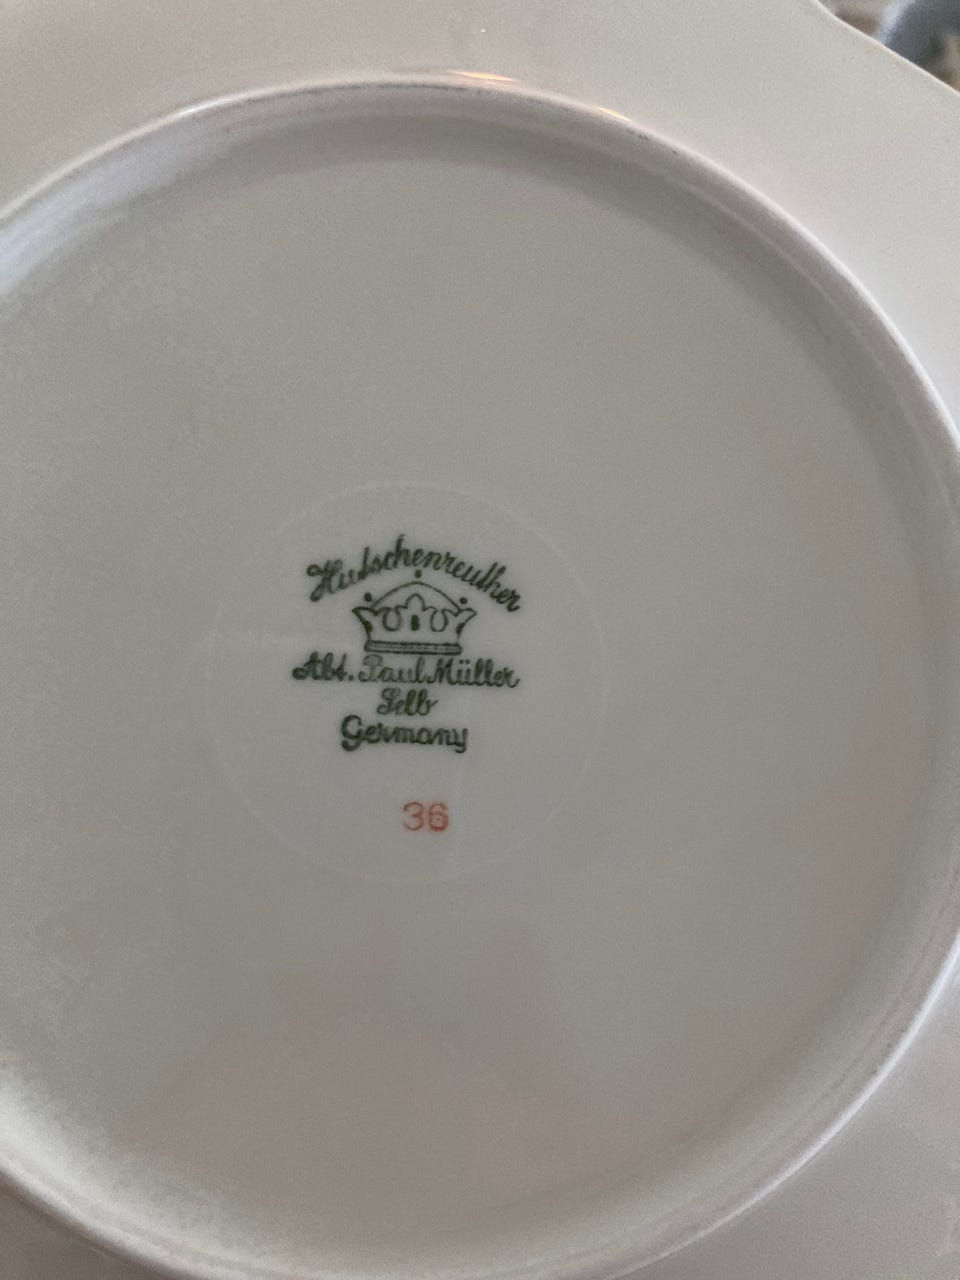 Hutschenreuther
Abt. Paul Müller
Selb
Germany
36